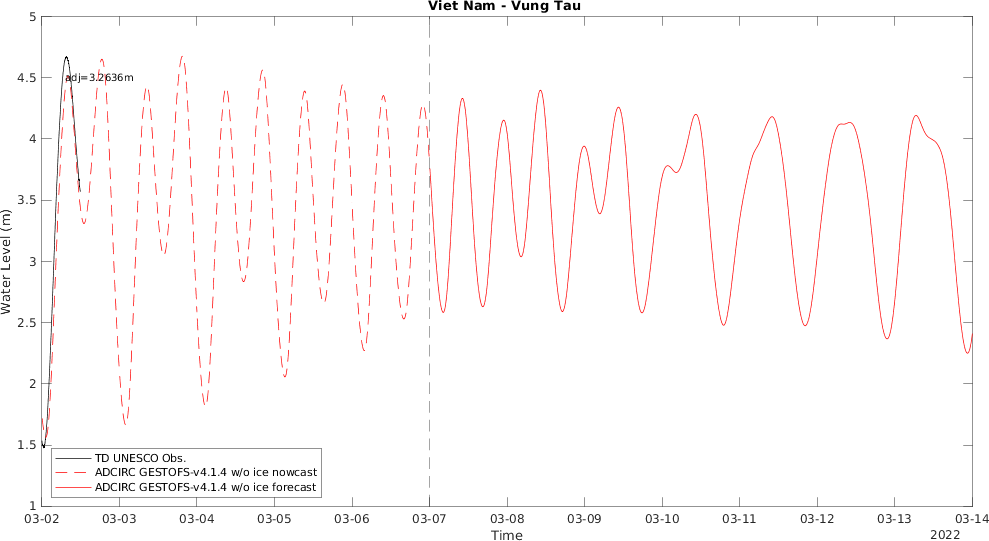 Viet Nam - Vung Tau
5
4.5
4
3.5
3
2.5
2
1.5
1
Water Level (m)
adj=3.2636m
TD UNESCO Obs.
ADCIRC GESTOFS-v4.1.4 w/o ice nowcast
ADCIRC GESTOFS-v4.1.4 w/o ice forecast
03-02 03-03 03-04 03-05 03-06 03-07 03-08 03-09 03-10 03-11 03-12 03-13 03-14
Time
2022